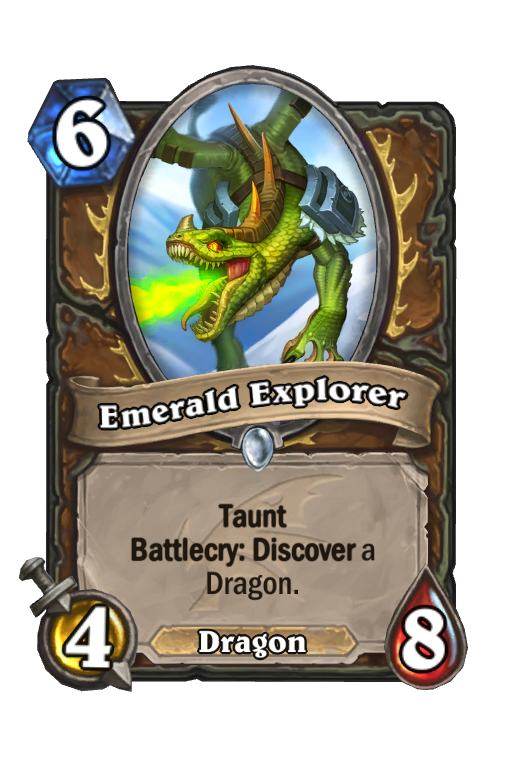 6
Emerald Explorer
Taunt
Battlecry: Discover a
Dragon.
Dragon
4
8